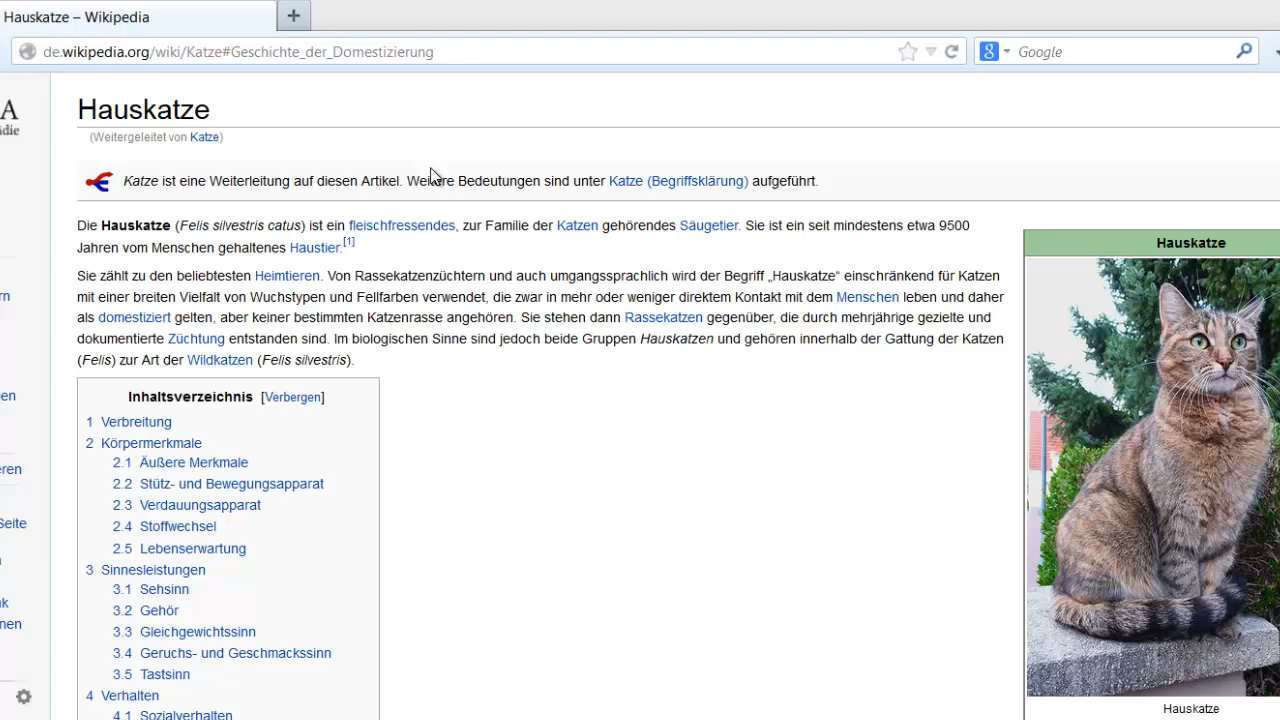 Hauskatze – Wikipedia
de.wikipedia.org/wiki/Katze#Geschichte_der_Domestizierung
Google
Hauskatze
(Weitergeleitet von Katze)
Katze ist eine Weiterleitung auf diesen Artikel. Weitere Bedeutungen sind unter Katze (Begriffsklärung) aufgeführt.
Die Hauskatze (Felis silvestris catus) ist ein fleischfressendes, zur Familie der Katzen gehörendes Säugetier. Sie ist ein seit mindestens etwa 9500
Jahren vom Menschen gehaltenes Haustier.[1]
Sie zählt zu den beliebtesten Heimtieren. Von Rassekatzenzüchtern und auch umgangssprachlich wird der Begriff „Hauskatze“ einschränkend für Katzen
mit einer breiten Vielfalt von Wuchstypen und Fellfarben verwendet, die zwar in mehr oder weniger direktem Kontakt mit dem Menschen leben und daher
als domestiziert gelten, aber keiner bestimmten Katzenrasse angehören. Sie stehen dann Rassekatzen gegenüber, die durch mehrjährige gezielte und
dokumentierte Züchtung entstanden sind. Im biologischen Sinne sind jedoch beide Gruppen Hauskatzen und gehören innerhalb der Gattung der Katzen
(Felis) zur Art der Wildkatzen (Felis silvestris).
Inhaltsverzeichnis [Verbergen]
1 Verbreitung
2 Körpermerkmale
2.1 Äußere Merkmale
2.2 Stütz- und Bewegungsapparat
2.3 Verdauungsapparat
2.4 Stoffwechsel
2.5 Lebenserwartung
3 Sinnesleistungen
3.1 Sehsinn
3.2 Gehör
3.3 Gleichgewichtssinn
3.4 Geruchs- und Geschmackssinn
3.5 Tastsinn
4 Verhalten
4.1 Sozialverhalten
Hauskatze
Hauskatze